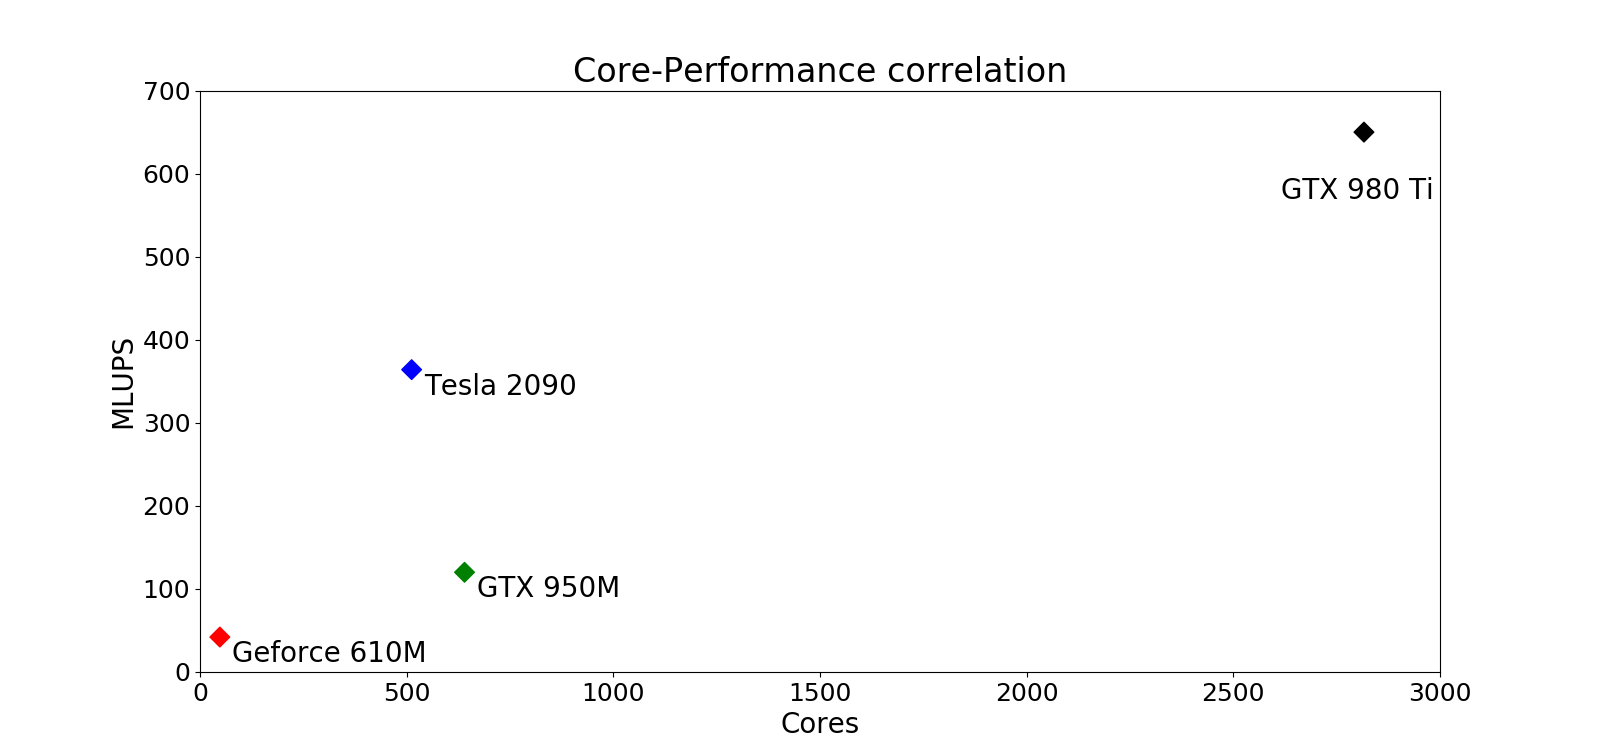 Core-Performance correlation
700
600
500
400
300
200
100
0
MLUPS
GTX 980 Ti
Tesla 2090
GTX 950M
Geforce 610M
0 500 1000 1500 2000 2500 3000
Cores